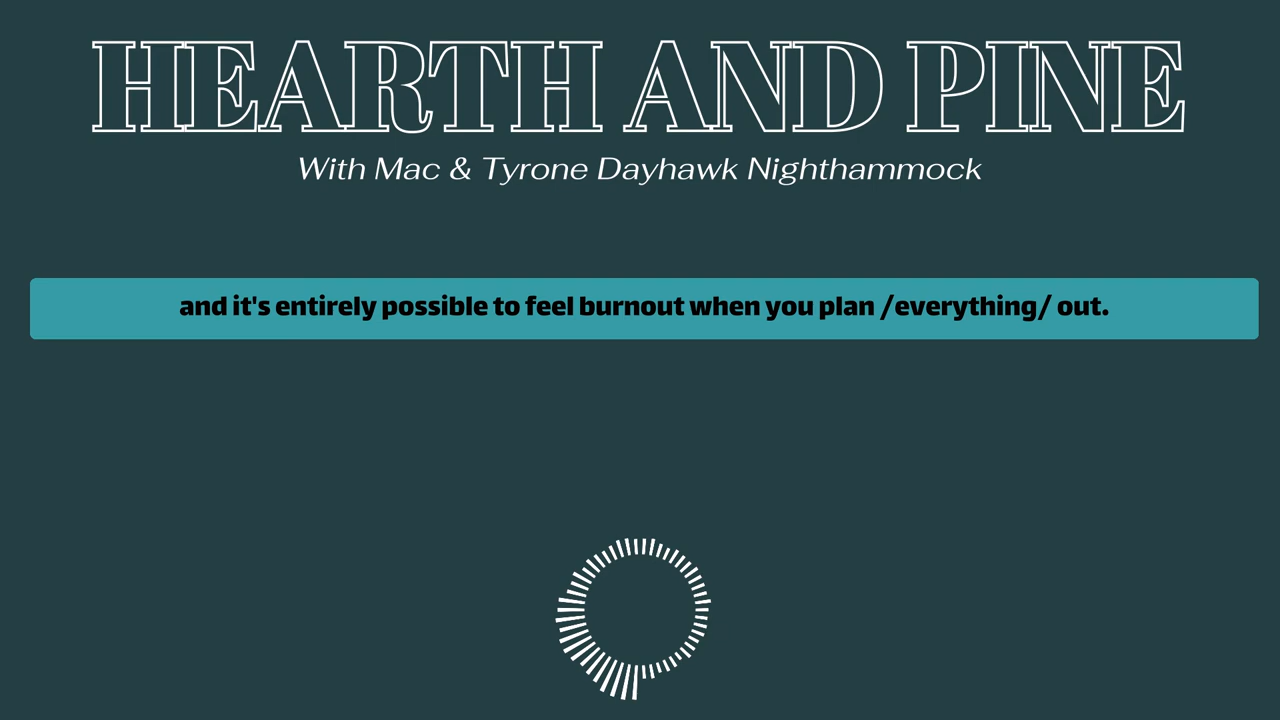 HEARTH AND PINE
With Mac & Tyrone Dayhawk Nighthammock
and it's entirely possible to feel burnout when you plan /everything/ out.